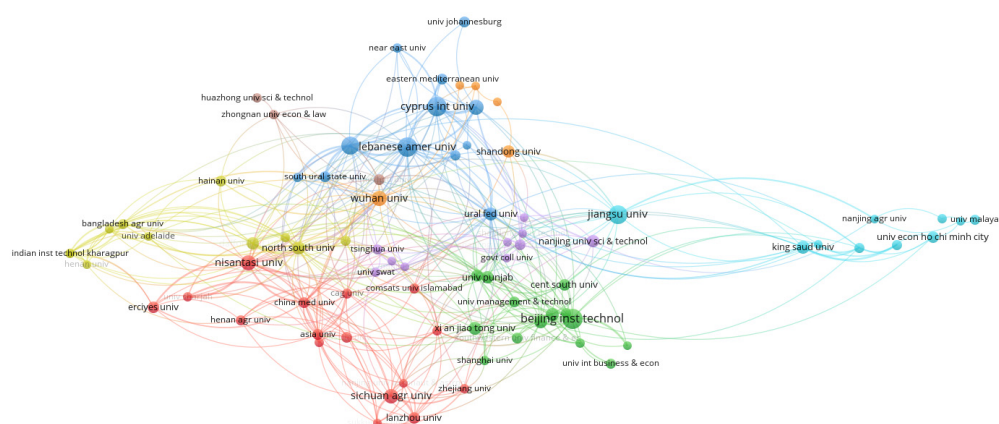 univ johannesburg
near east univ
eastern mediterranean univ
huazhong univ sci & technol
cyprus int univ
zhongnan univ econ & law
lebanese amer univ
shandong univ
south ural state univ
hainan univ
wuhan univ
ural fed univ
jiangsu univ
nanjing agr univ
univ malaya
bangladesh agr univ
univ adelaide
nanjing univ sci & technol
univ econ ho chi minh city
indian inst technol kharagpur
north south univ
tsinghua univ
king saud univ
henan univ
nisantasi univ
govt coll univ
univ swat
univ punjab
cent south univ
comsats univ islamabad
erciyes univ
china med univ
univ management & technol
henan agr univ
beijing inst technol
asia univ
xi an jiao tong univ
shanghai univ
univ int business & econ
sichuan agr univ
zhejiang univ
lanzhou univ